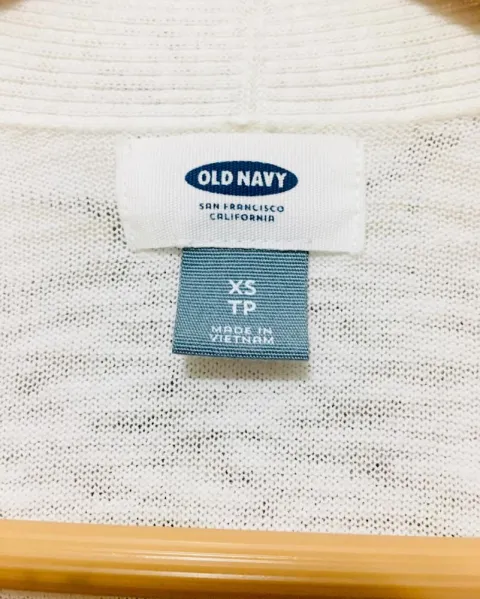 OLD NAVY
SAN FRANCISCO
CALIFORNIA
XS
TP
MADE IN
VIETNAM